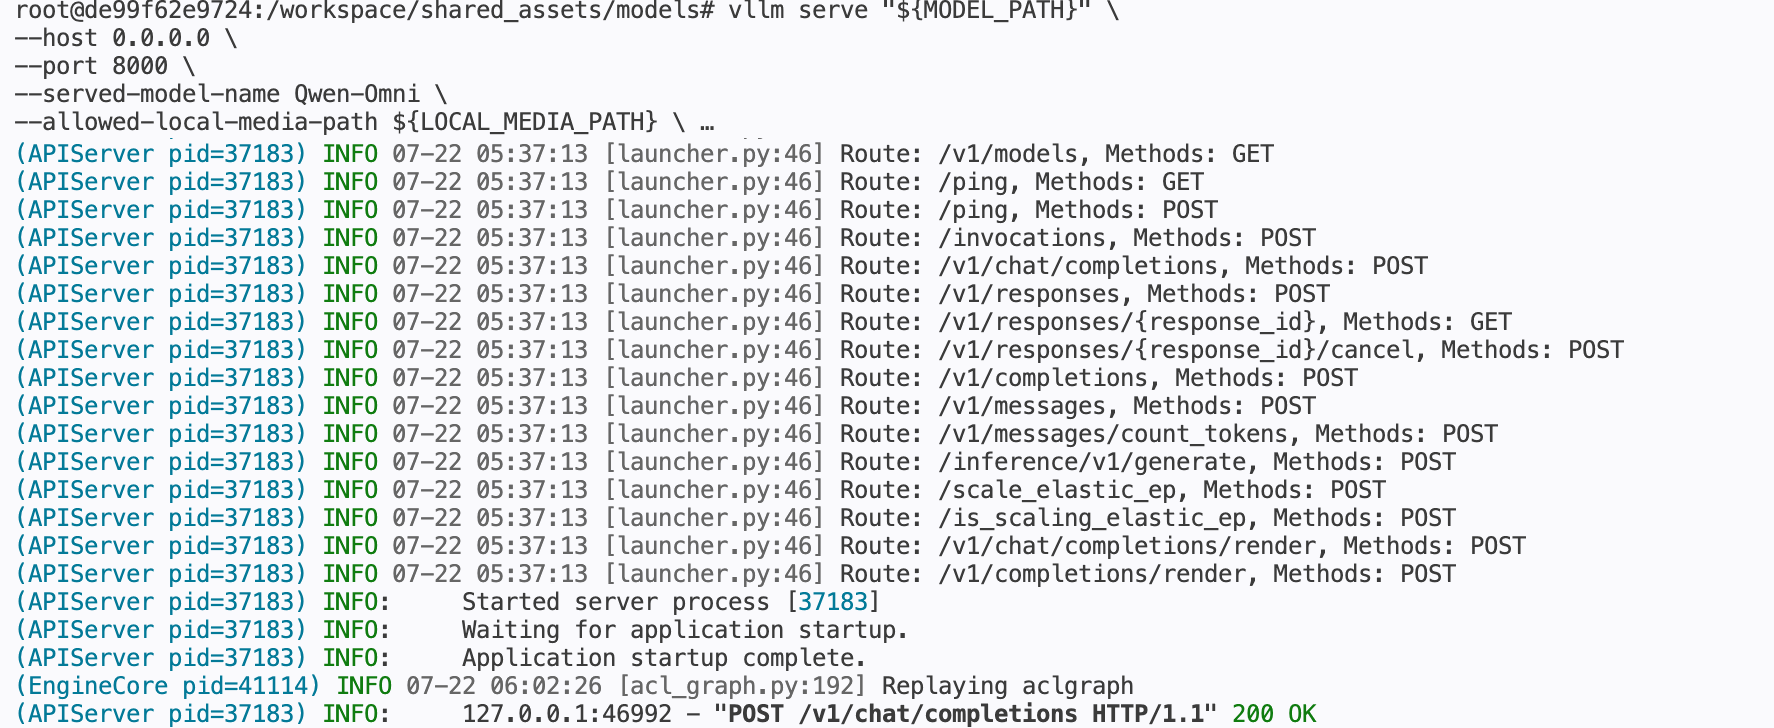 root@de99f62e9724:/workspace/shared_assets/models# vllm serve "${MODEL_PATH}" \
--host 0.0.0.0 \
--port 8000 \
--served-model-name Qwen-Omni \
--allowed-local-media-path ${LOCAL_MEDIA_PATH} \ …
(APIServer pid=37183) INFO 07-22 05:37:13 [launcher.py:46] Route: /v1/models, Methods: GET
(APIServer pid=37183) INFO 07-22 05:37:13 [launcher.py:46] Route: /ping, Methods: GET
(APIServer pid=37183) INFO 07-22 05:37:13 [launcher.py:46] Route: /ping, Methods: POST
(APIServer pid=37183) INFO 07-22 05:37:13 [launcher.py:46] Route: /invocations, Methods: POST
(APIServer pid=37183) INFO 07-22 05:37:13 [launcher.py:46] Route: /v1/chat/completions, Methods: POST
(APIServer pid=37183) INFO 07-22 05:37:13 [launcher.py:46] Route: /v1/responses, Methods: POST
(APIServer pid=37183) INFO 07-22 05:37:13 [launcher.py:46] Route: /v1/responses/{response_id}, Methods: GET
(APIServer pid=37183) INFO 07-22 05:37:13 [launcher.py:46] Route: /v1/responses/{response_id}/cancel, Methods: POST
(APIServer pid=37183) INFO 07-22 05:37:13 [launcher.py:46] Route: /v1/completions, Methods: POST
(APIServer pid=37183) INFO 07-22 05:37:13 [launcher.py:46] Route: /v1/messages, Methods: POST
(APIServer pid=37183) INFO 07-22 05:37:13 [launcher.py:46] Route: /v1/messages/count_tokens, Methods: POST
(APIServer pid=37183) INFO 07-22 05:37:13 [launcher.py:46] Route: /inference/v1/generate, Methods: POST
(APIServer pid=37183) INFO 07-22 05:37:13 [launcher.py:46] Route: /scale_elastic_ep, Methods: POST
(APIServer pid=37183) INFO 07-22 05:37:13 [launcher.py:46] Route: /is_scaling_elastic_ep, Methods: POST
(APIServer pid=37183) INFO 07-22 05:37:13 [launcher.py:46] Route: /v1/chat/completions/render, Methods: POST
(APIServer pid=37183) INFO 07-22 05:37:13 [launcher.py:46] Route: /v1/completions/render, Methods: POST
(APIServer pid=37183) INFO:     Started server process [37183]
(APIServer pid=37183) INFO:     Waiting for application startup.
(APIServer pid=37183) INFO:     Application startup complete.
(EngineCore pid=41114) INFO 07-22 06:02:26 [acl_graph.py:192] Replaying aclgraph
(APIServer pid=37183) INFO:     127.0.0.1:46992 – "POST /v1/chat/completions HTTP/1.1" 200 OK